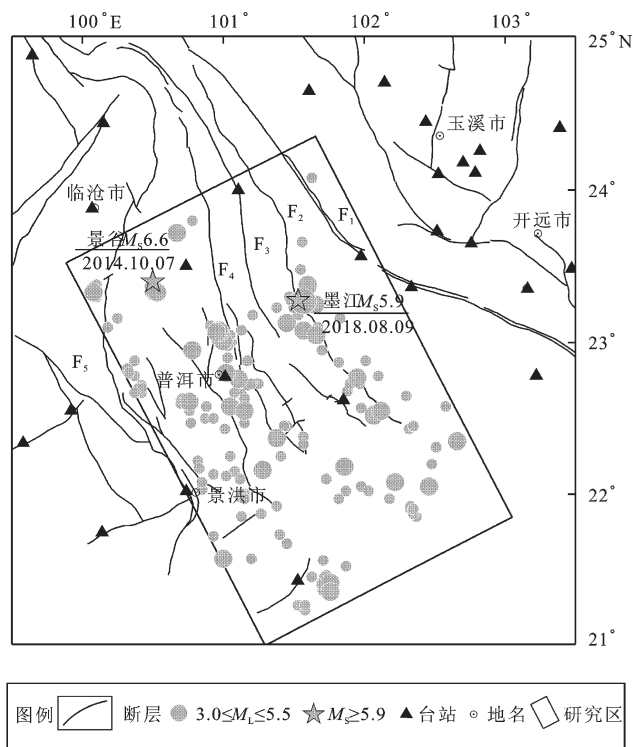 100°E 101° 102° 103°
25°N
玉溪市
24°
临沧市
开远市
F2 F1
景谷Ms6.6
2014.10.07
F3
F4
墨江Ms5.9
2018.08.09
23°
F5
普洱市
22°
景洪市
21°
图例 断层 3.0≤ML≤5.5 Ms≥5.9 台站 地名 研究区